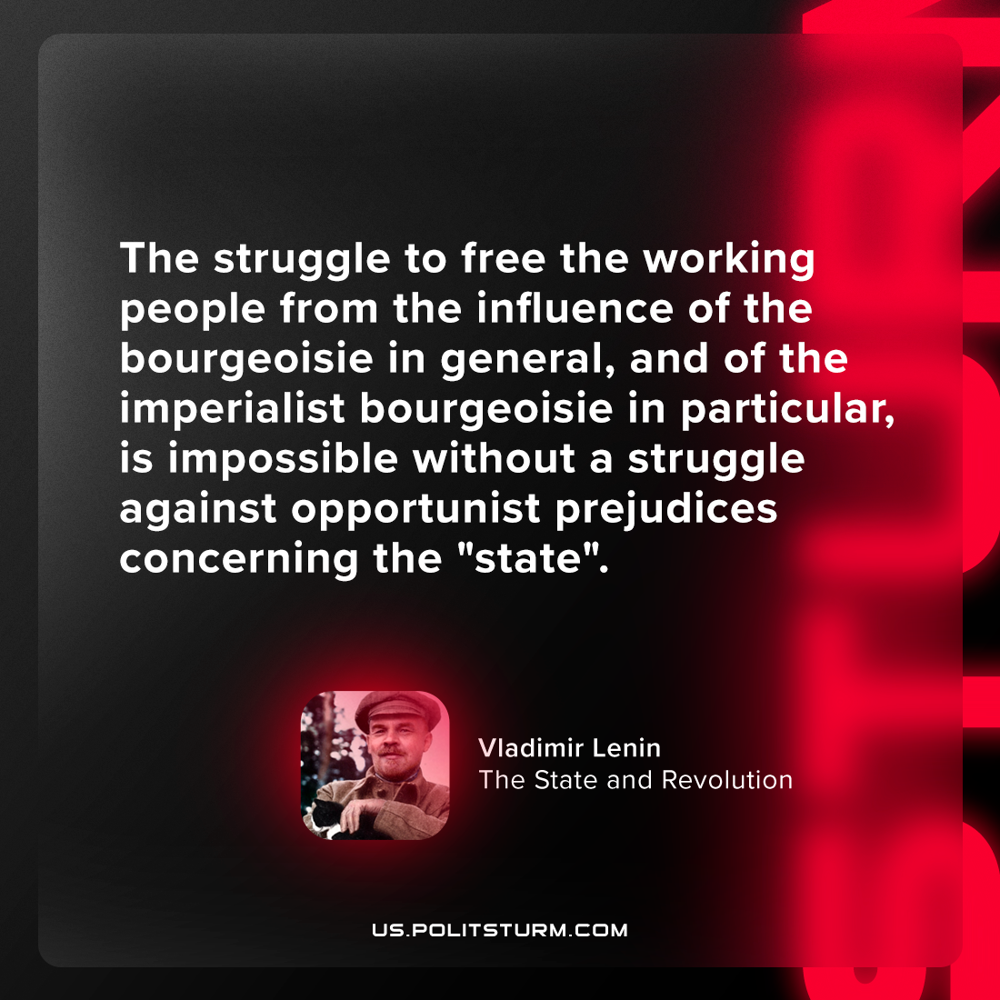 The struggle to free the working
people from the influence of the
bourgeoisie in general, and of the
imperialist bourgeoisie in particular,
is impossible without a struggle
against opportunist prejudices
concerning the "state".
Vladimir Lenin
The State and Revolution
US.POLITSTURM.COM